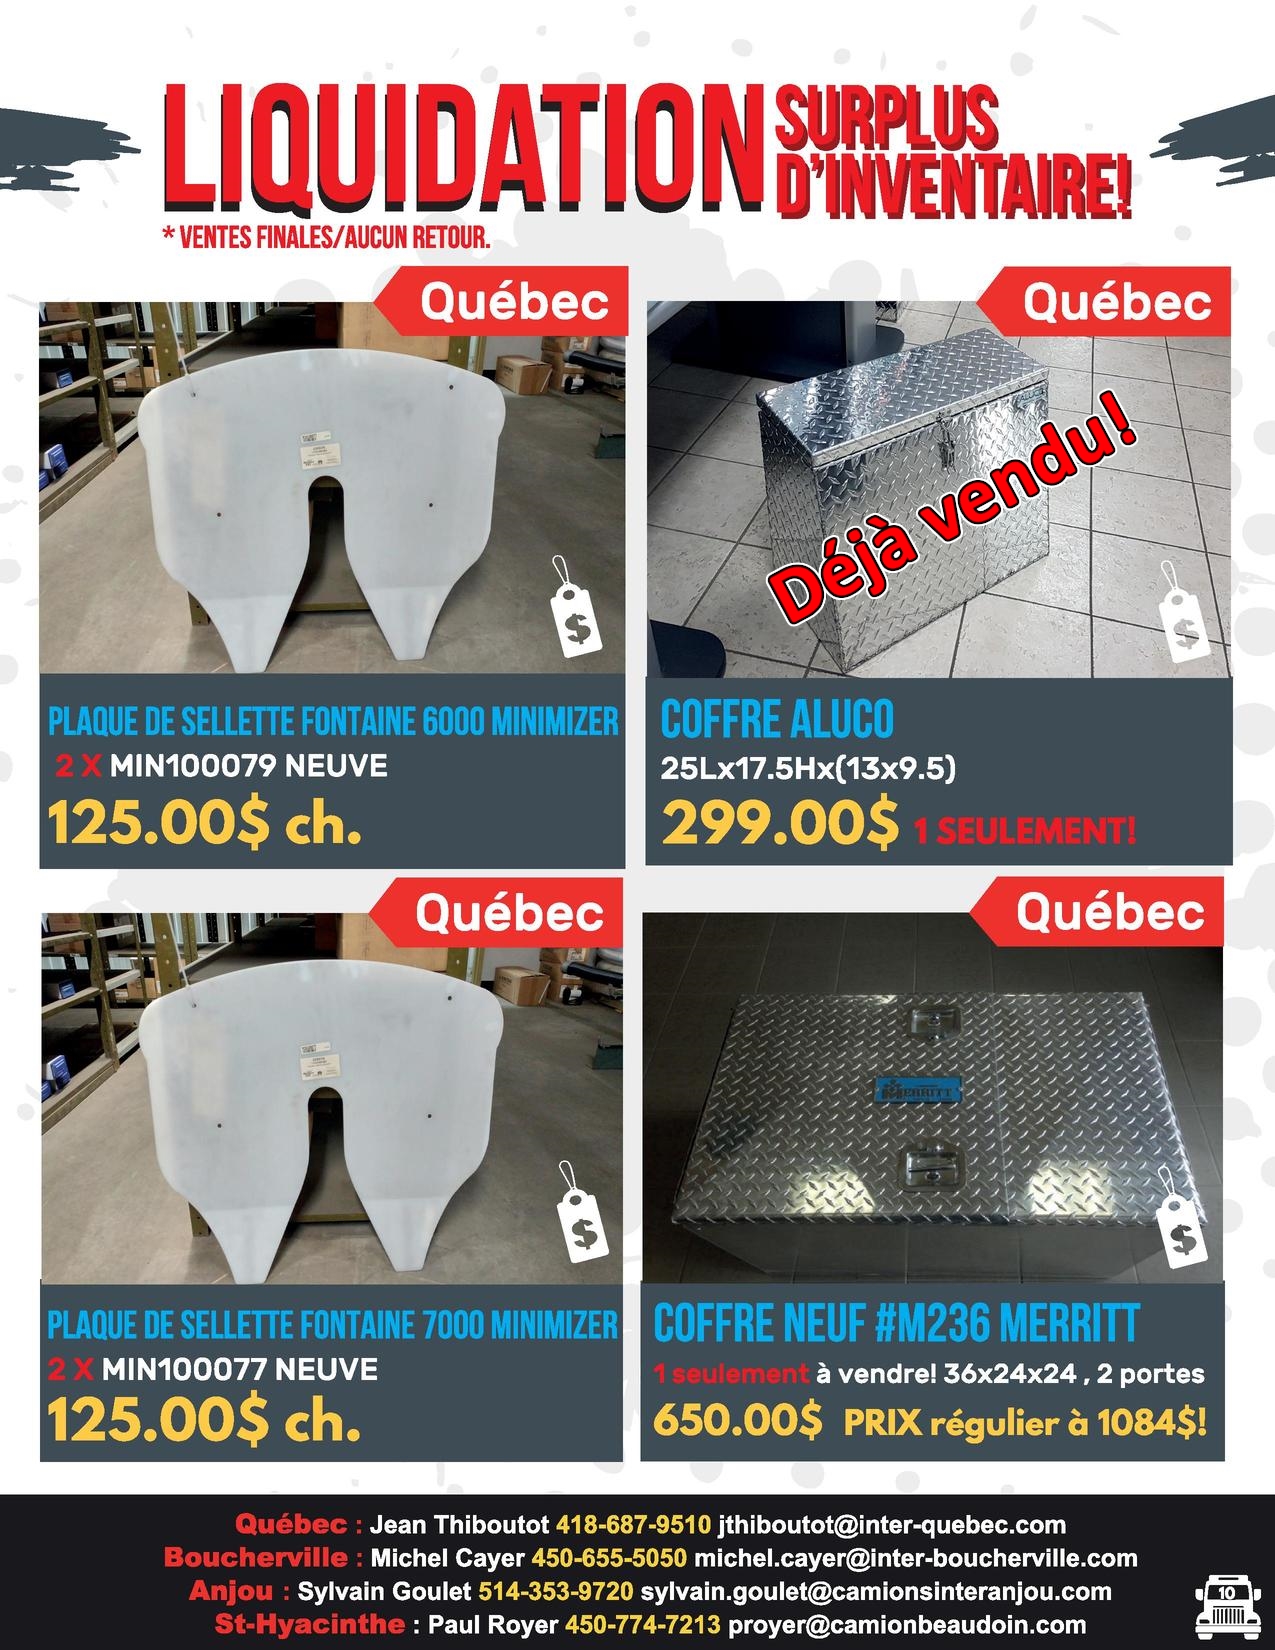 LIQUIDATION SURPLUS
D'INVENTAIRE!
* VENTES FINALES/AUCUN RETOUR.
Québec
PLAQUE DE SELLETTE FONTAINE 6000 MINIMIZER
2 X MIN100079 NEUVE
125.00$ ch.
Québec
ALUCO
Déjà vendu!
COFFRE ALUCO
25Lx17.5Hx(13x9.5)
299.00$ 1 SEULEMENT!
Québec
PLAQUE DE SELLETTE FONTAINE 7000 MINIMIZER
2 X MIN100077 NEUVE
125.00$ ch.
Québec
MERRITT
COFFRE NEUF #M236 MERRITT
1 seulement à vendre! 36x24x24 , 2 portes
650.00$ PRIX régulier à 1084$!
Québec : Jean Thiboutot 418-687-9510 jthiboutot@inter-quebec.com
Boucherville : Michel Cayer 450-655-5050 michel.cayer@inter-boucherville.com
Anjou : Sylvain Goulet 514-353-9720 sylvain.goulet@camionsinteranjou.com
St-Hyacinthe : Paul Royer 450-774-7213 proyer@camionbeaudoin.com
10